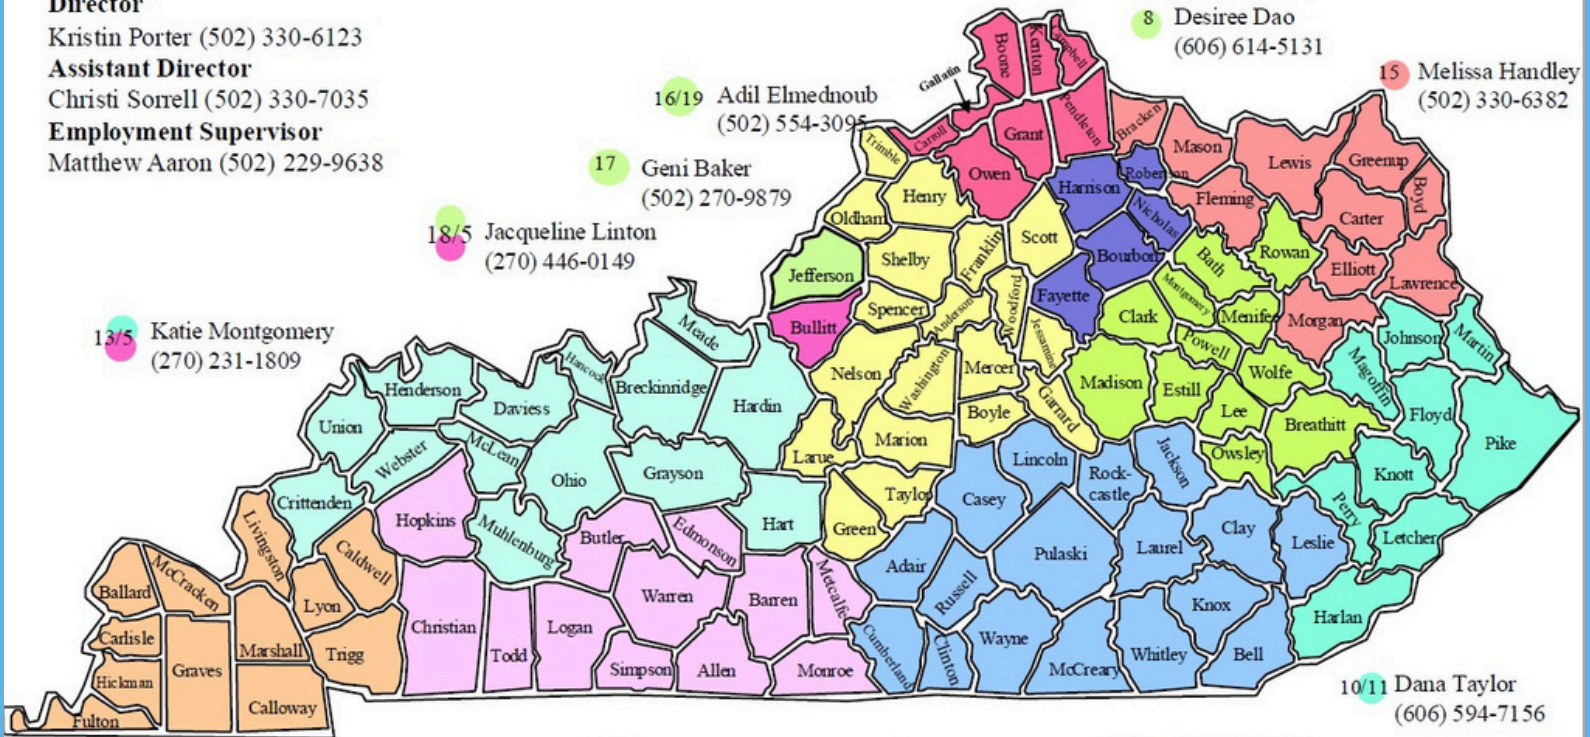 Director
Kristin Porter (502) 330-6123
Assistant Director
Christi Sorrell (502) 330-7035
Employment Supervisor
Matthew Aaron (502) 229-9638
8 Desiree Dao
(606) 614-5131
15 Melissa Handley
(502) 330-6382
16/19 Adil Elmednoub
(502) 554-3095
17 Geni Baker
(502) 270-9879
18/5 Jacqueline Linton
(270) 446-0149
13/5 Katie Montgomery
(270) 231-1809
10/11 Dana Taylor
(606) 594-7156
Boone
Kenton
Campbell
Gallatin
Carroll
Grant
Pendleton
Owen
Bracken
Mason
Lewis
Greenup
Boyd
Robertson
Fleming
Carter
Trimble
Henry
Oldham
Harrison
Nicholas
Rowan
Elliott
Lawrence
Jefferson
Shelby
Franklin
Scott
Bourbon
Bath
Bullitt
Spencer
Anderson
Woodford
Fayette
Clark
Montgomery
Menifee
Morgan
Johnson
Martin
Meade
Hancock
Breckinridge
Nelson
Washington
Mercer
Jessamine
Madison
Powell
Estill
Wolfe
Magoffin
Floyd
Pike
Henderson
Daviess
Hardin
Union
Webster
McLean
Larue
Marion
Boyle
Garrard
Lee
Breathitt
Owsley
Knott
Crittenden
Ohio
Grayson
Lincoln
Rock-
castle
Jackson
Perry
Letcher
Hopkins
Muhlenburg
Butler
Edmonson
Hart
Green
Taylor
Casey
Pulaski
Laurel
Clay
Leslie
Livingston
Caldwell
Adair
Russell
Knox
Harlan
Ballard
McCracken
Lyon
Warren
Barren
Metcalfe
Carlisle
Graves
Marshall
Trigg
Christian
Todd
Logan
Simpson
Allen
Monroe
Cumberland
Clinton
Wayne
McCreary
Whitley
Bell
Hickman
Fulton
Calloway